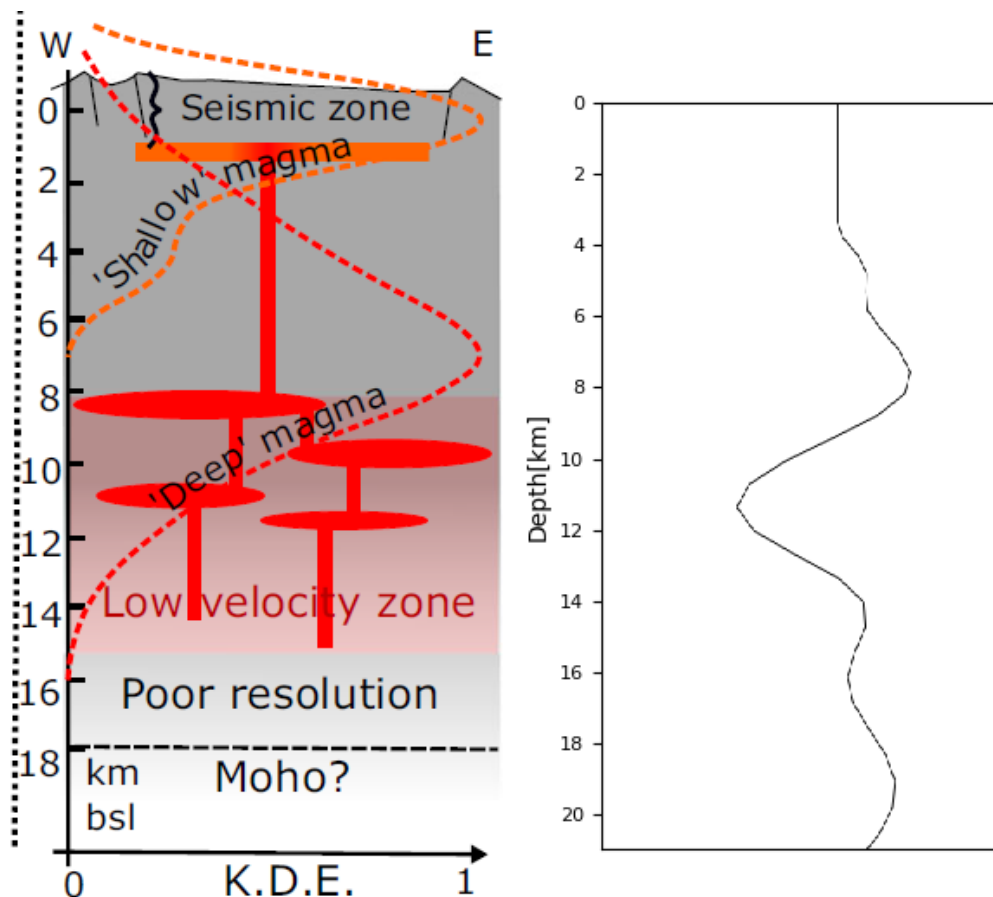 W
E
0
2
4
6
8
10
12
14
16
18
Seismic zone
'Shallow' magma
'Deep' magma
Low velocity zone
Poor resolution
Moho?
km
bsl
0
K.D.E.
1
Depth[km]
0
2
4
6
8
10
12
14
16
18
20